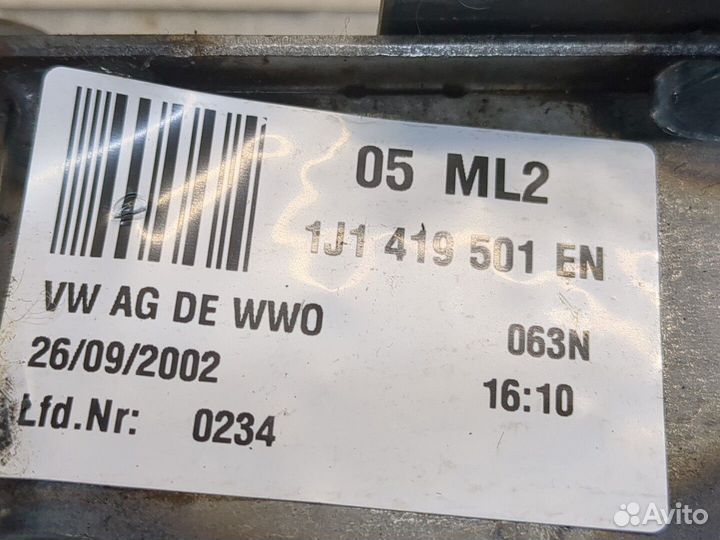 05 ML2
1J1 419 501 EN
VW AG DE WWO
063N
26/09/2002
16:10
Lfd.Nr: 0234
Avito